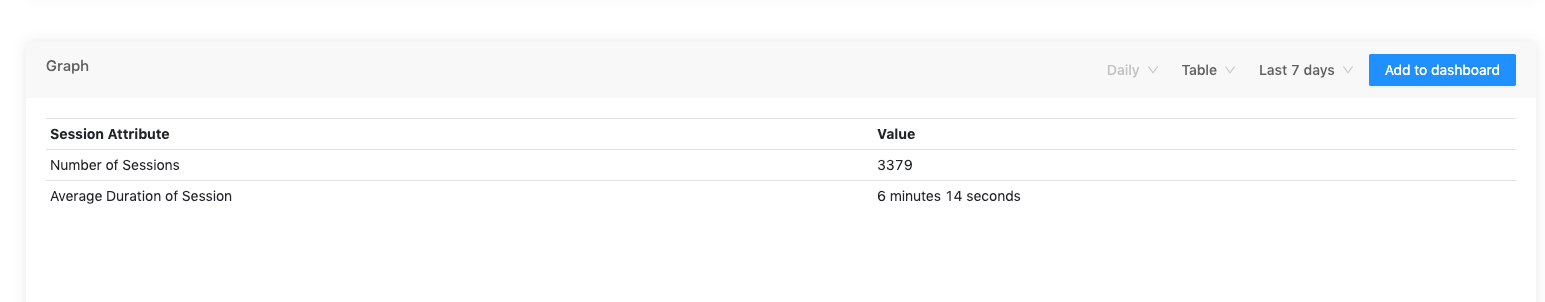 Graph
Daily Table Last 7 days Add to dashboard
Session Attribute Value
Number of Sessions 3379
Average Duration of Session 6 minutes 14 seconds